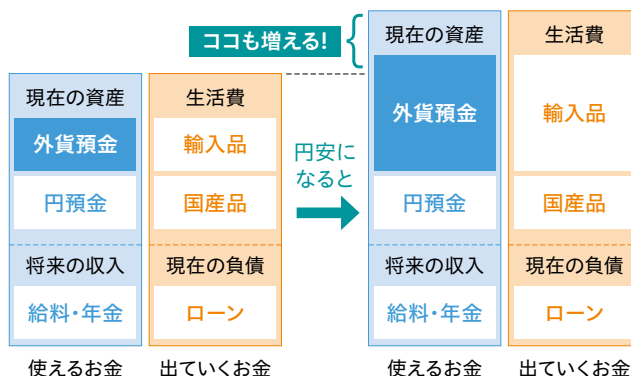 ココも増える!
現在の資産
外貨預金
円預金
将来の収入
給料・年金
使えるお金
生活費
輸入品
国産品
現在の負債
ローン
出ていくお金
円安に
なると
現在の資産
外貨預金
円預金
将来の収入
給料・年金
使えるお金
生活費
輸入品
国産品
現在の負債
ローン
出ていくお金